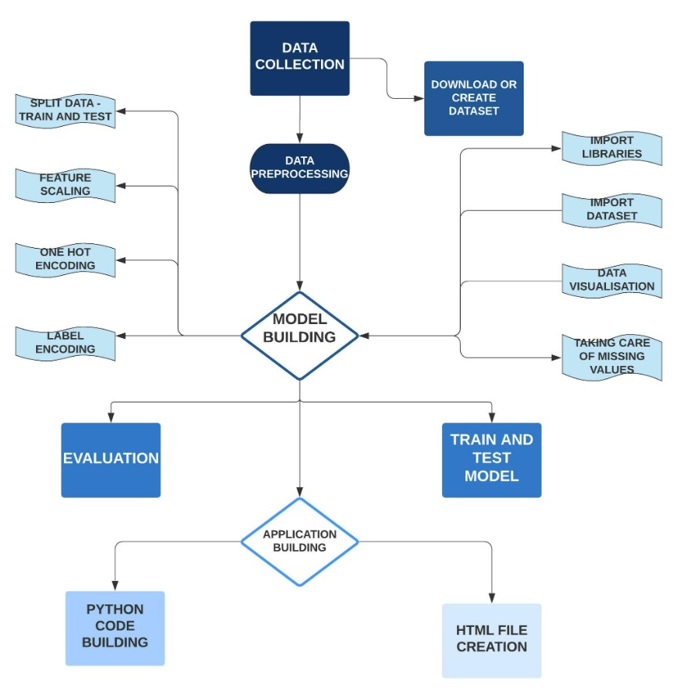 DATA
COLLECTION
DOWNLOAD OR
CREATE
DATASET
SPLIT DATA -
TRAIN AND TEST
DATA
PREPROCESSING
IMPORT
LIBRARIES
FEATURE
SCALING
IMPORT
DATASET
ONE HOT
ENCODING
DATA
VISUALISATION
MODEL
BUILDING
LABEL
ENCODING
TAKING CARE
OF MISSING
VALUES
EVALUATION
TRAIN AND
TEST
MODEL
APPLICATION
BUILDING
PYTHON
CODE
BUILDING
HTML FILE
CREATION